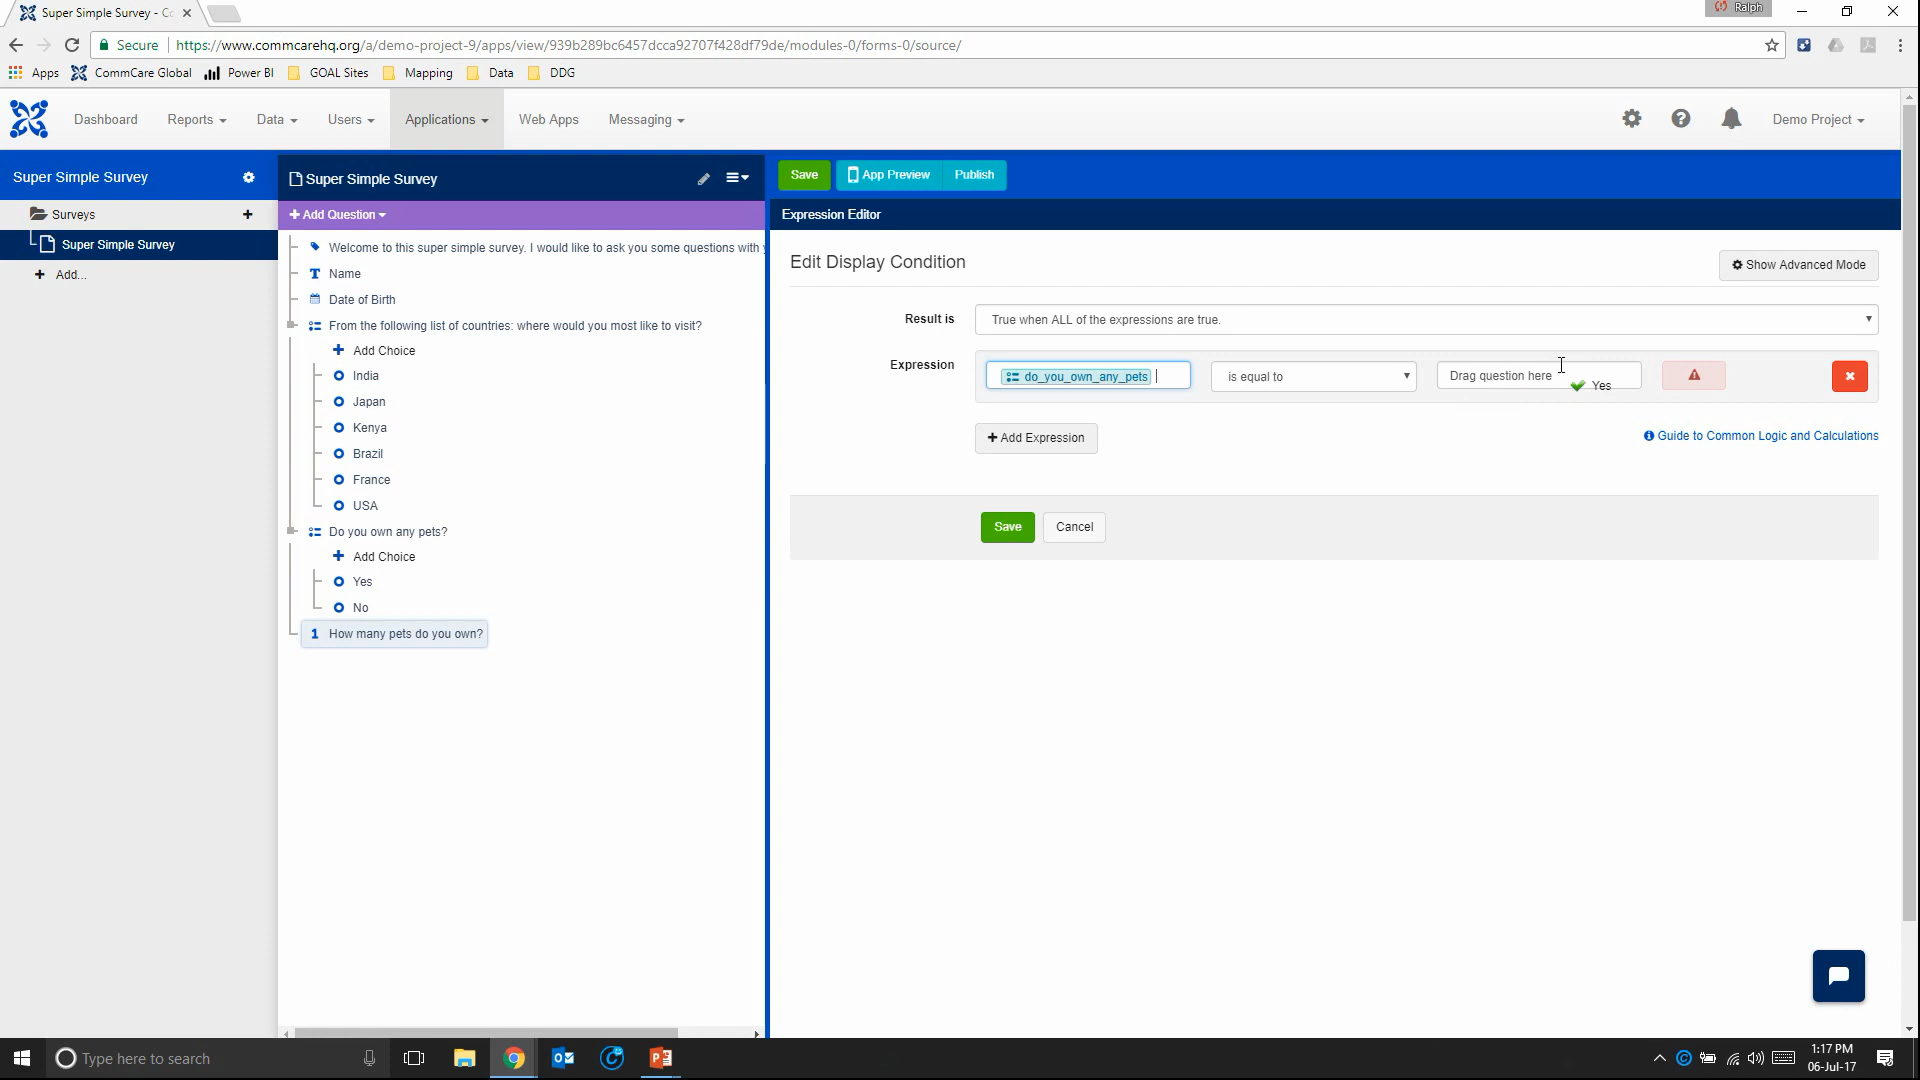 Super Simple Survey - Co
Ralph
Secure
https://www.commcarehq.org/a/demo-project-9/apps/view/939b289bc6457dcca92707f428df79de/modules-0/forms-0/source/
Apps CommCare Global Power BI GOAL Sites Mapping Data DDG
Dashboard Reports Data Users Applications Web Apps Messaging Demo Project
Super Simple Survey
Surveys
Super Simple Survey
Add...
Super Simple Survey
Add Question
Welcome to this super simple survey. I would like to ask you some questions with
Name
Date of Birth
From the following list of countries: where would you most like to visit?
Add Choice
India
Japan
Kenya
Brazil
France
USA
Do you own any pets?
Add Choice
Yes
No
1 How many pets do you own?
Save App Preview Publish
Expression Editor
Edit Display Condition
Show Advanced Mode
Result is True when ALL of the expressions are true.
Expression do_you_own_any_pets is equal to Drag question here
Yes
Add Expression
Guide to Common Logic and Calculations
Save Cancel
Type here to search
1:17 PM
06-Jul-17